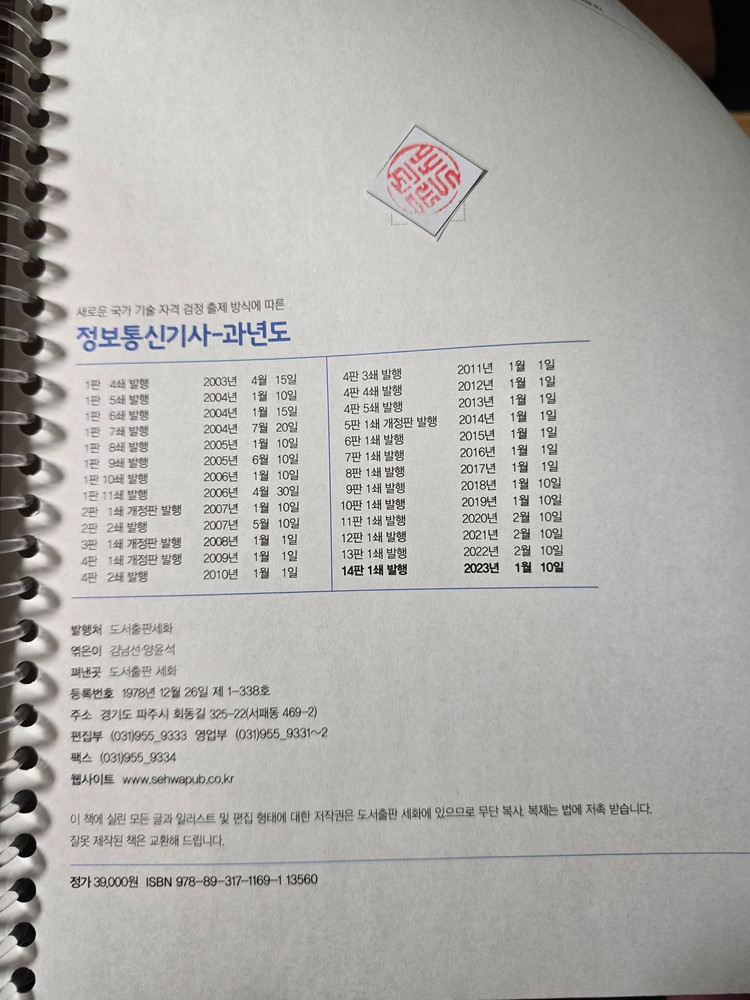 새로운 국가 기술 자격 검정 출제 방식에 따른
정보통신기사-과년도
1판 4쇄 발행 2003년 4월 15일
1판 5쇄 발행 2004년 1월 10일
1판 6쇄 발행 2004년 1월 15일
1판 7쇄 발행 2004년 7월 20일
1판 8쇄 발행 2005년 1월 10일
1판 9쇄 발행 2005년 6월 10일
1판 10쇄 발행 2006년 1월 10일
1판 11쇄 발행 2006년 4월 30일
2판 1쇄 개정판 발행 2007년 1월 10일
2판 2쇄 발행 2007년 5월 10일
3판 1쇄 개정판 발행 2008년 1월 1일
4판 1쇄 개정판 발행 2009년 1월 1일
4판 2쇄 발행 2010년 1월 1일
4판 3쇄 발행 2011년 1월 1일
4판 4쇄 발행 2012년 1월 1일
4판 5쇄 발행 2013년 1월 1일
5판 1쇄 개정판 발행 2014년 1월 1일
6판 1쇄 발행 2015년 1월 1일
7판 1쇄 발행 2016년 1월 1일
8판 1쇄 발행 2017년 1월 1일
9판 1쇄 발행 2018년 1월 10일
10판 1쇄 발행 2019년 1월 10일
11판 1쇄 발행 2020년 2월 10일
12판 1쇄 발행 2021년 2월 10일
13판 1쇄 발행 2022년 2월 10일
14판 1쇄 발행 2023년 1월 10일
발행처 도서출판세화
엮은이 김남선·양윤석
펴낸곳 도서출판 세화
등록번호 1978년 12월 26일 제 1-338호
주소 경기도 파주시 회동길 325-22(서패동 469-2)
편집부 (031)955_9333 영업부 (031)955_9331~2
팩스 (031)955_9334
웹사이트 www.sehwapub.co.kr
이 책에 실린 모든 글과 일러스트 및 편집 형태에 대한 저작권은 도서출판 세화에 있으므로 무단 복사, 복제는 법에 저촉 받습니다.
잘못 제작된 책은 교환해 드립니다.
정가 39,000원 ISBN 978-89-317-1169-1 13560